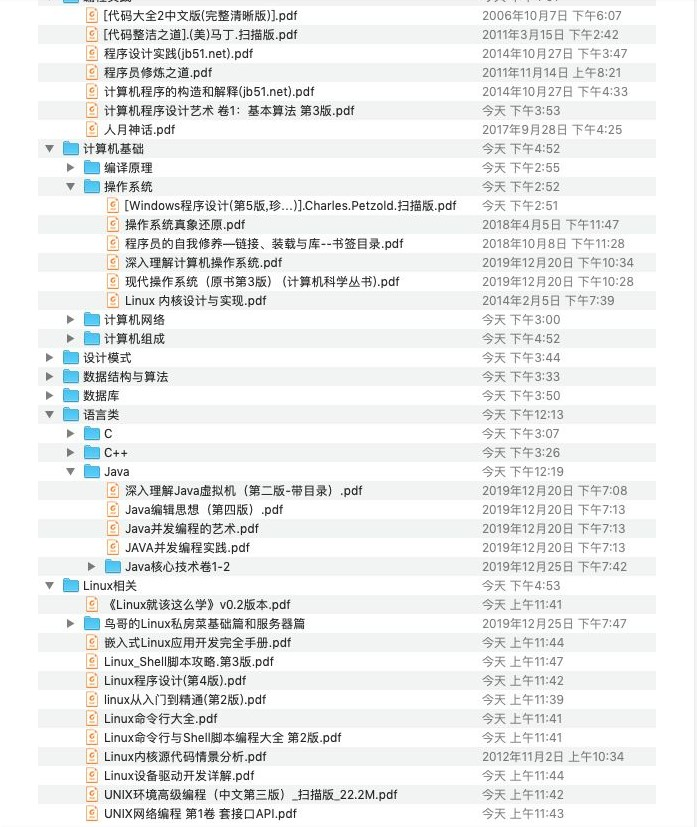 [代码大全2中文版(完整清晰版)].pdf 2006年10月7日 下午6:07
[代码整洁之道].(美)马丁.扫描版.pdf 2011年3月15日 下午2:42
程序设计实践(jb51.net).pdf 2014年10月27日 下午3:47
程序员修炼之道.pdf 2011年11月14日 上午8:21
计算机程序的构造和解释(jb51.net).pdf 2014年10月27日 下午4:33
计算机程序设计艺术 卷1：基本算法 第3版.pdf 今天 下午3:53
人月神话.pdf 2017年9月28日 下午4:25
计算机基础 今天 下午4:52
编译原理 今天 下午2:55
操作系统 今天 下午2:52
[Windows程序设计(第5版,珍...)].Charles.Petzold.扫描版.pdf 今天 下午2:51
操作系统真象还原.pdf 2018年4月5日 下午11:47
程序员的自我修养—链接、装载与库--书签目录.pdf 2018年10月8日 下午11:28
深入理解计算机操作系统.pdf 2019年12月20日 下午10:34
现代操作系统（原书第3版）（计算机科学丛书).pdf 2019年12月20日 下午10:28
Linux 内核设计与实现.pdf 2014年2月5日 下午7:39
计算机网络 今天 下午3:00
计算机组成 今天 下午4:52
设计模式 今天 下午3:44
数据结构与算法 今天 下午3:33
数据库 今天 下午3:50
语言类 今天 下午12:13
C 今天 下午3:07
C++ 今天 下午3:26
Java 今天 下午12:19
深入理解Java虚拟机（第二版-带目录）.pdf 2019年12月20日 下午7:08
Java编辑思想（第四版）.pdf 2019年12月20日 下午7:13
Java并发编程的艺术.pdf 2019年12月20日 下午7:13
JAVA并发编程实践.pdf 2019年12月20日 下午7:13
Java核心技术卷1-2 2019年12月25日 下午7:42
Linux相关 今天 下午4:53
《Linux就该这么学》v0.2版本.pdf 今天 上午11:41
鸟哥的Linux私房菜基础篇和服务器篇 2019年12月25日 下午7:47
嵌入式Linux应用开发完全手册.pdf 今天 上午11:44
Linux_Shell脚本攻略.第3版.pdf 今天 上午11:47
Linux程序设计(第4版).pdf 今天 上午11:42
linux从入门到精通(第2版).pdf 今天 上午11:39
Linux命令行大全.pdf 今天 上午11:41
Linux命令行与Shell脚本编程大全 第2版.pdf 今天 上午11:41
Linux内核源代码情景分析.pdf 2012年11月2日 上午10:34
Linux设备驱动开发详解.pdf 今天 上午11:44
UNIX环境高级编程（中文第三版）_扫描版_22.2M.pdf 今天 上午11:42
UNIX网络编程 第1卷 套接口API.pdf 今天 上午11:43